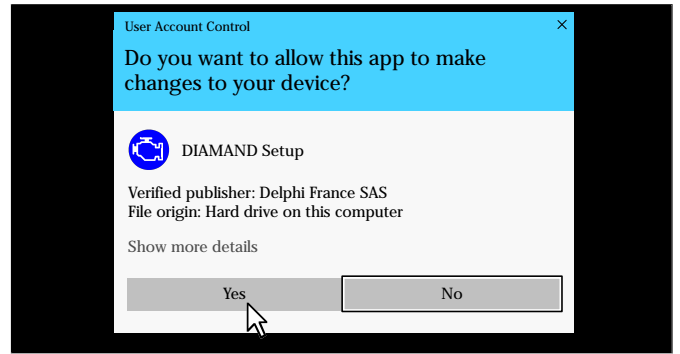 User Account Control
Do you want to allow this app to make
changes to your device?
DIAMAND Setup
Verified publisher: Delphi France SAS
File origin: Hard drive on this computer
Show more details
Yes
No